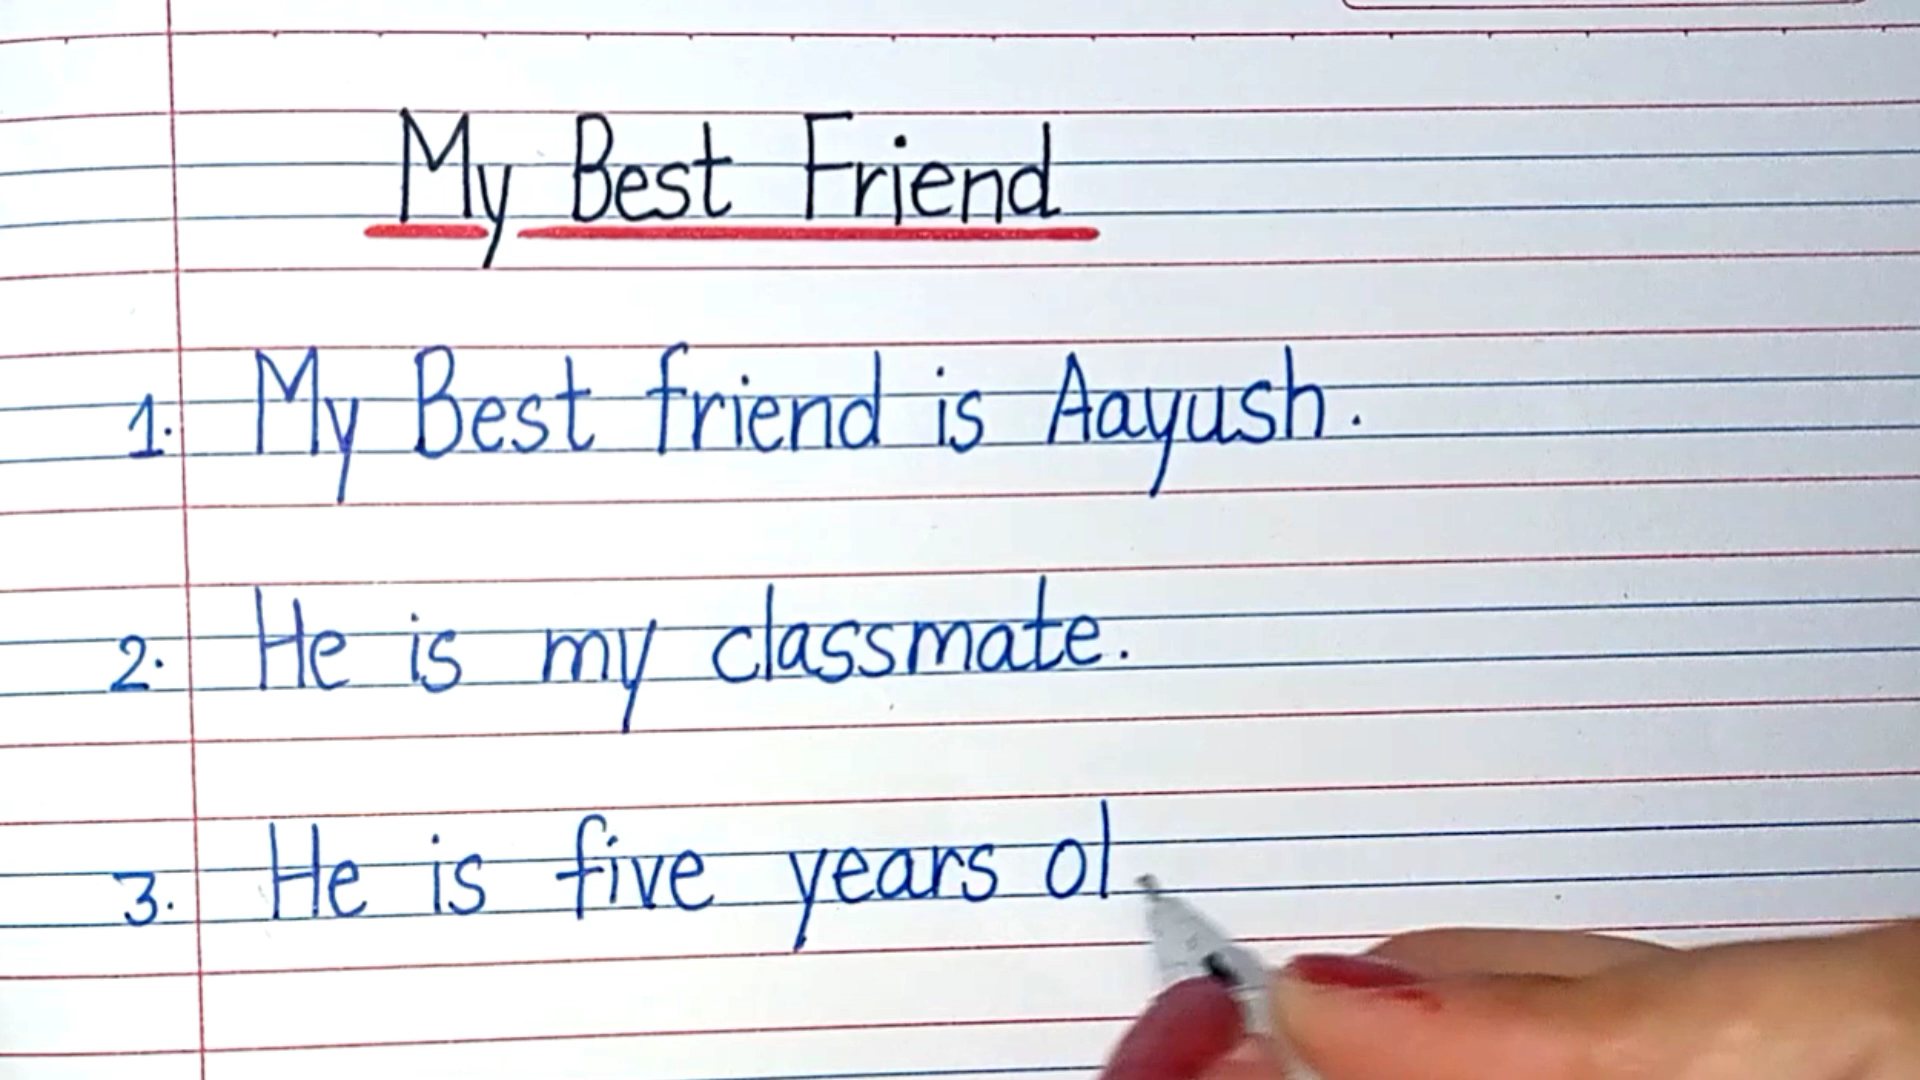 My Best Friend
1. My Best friend is Aayush.
2. He is my classmate.
3. He is five years ol